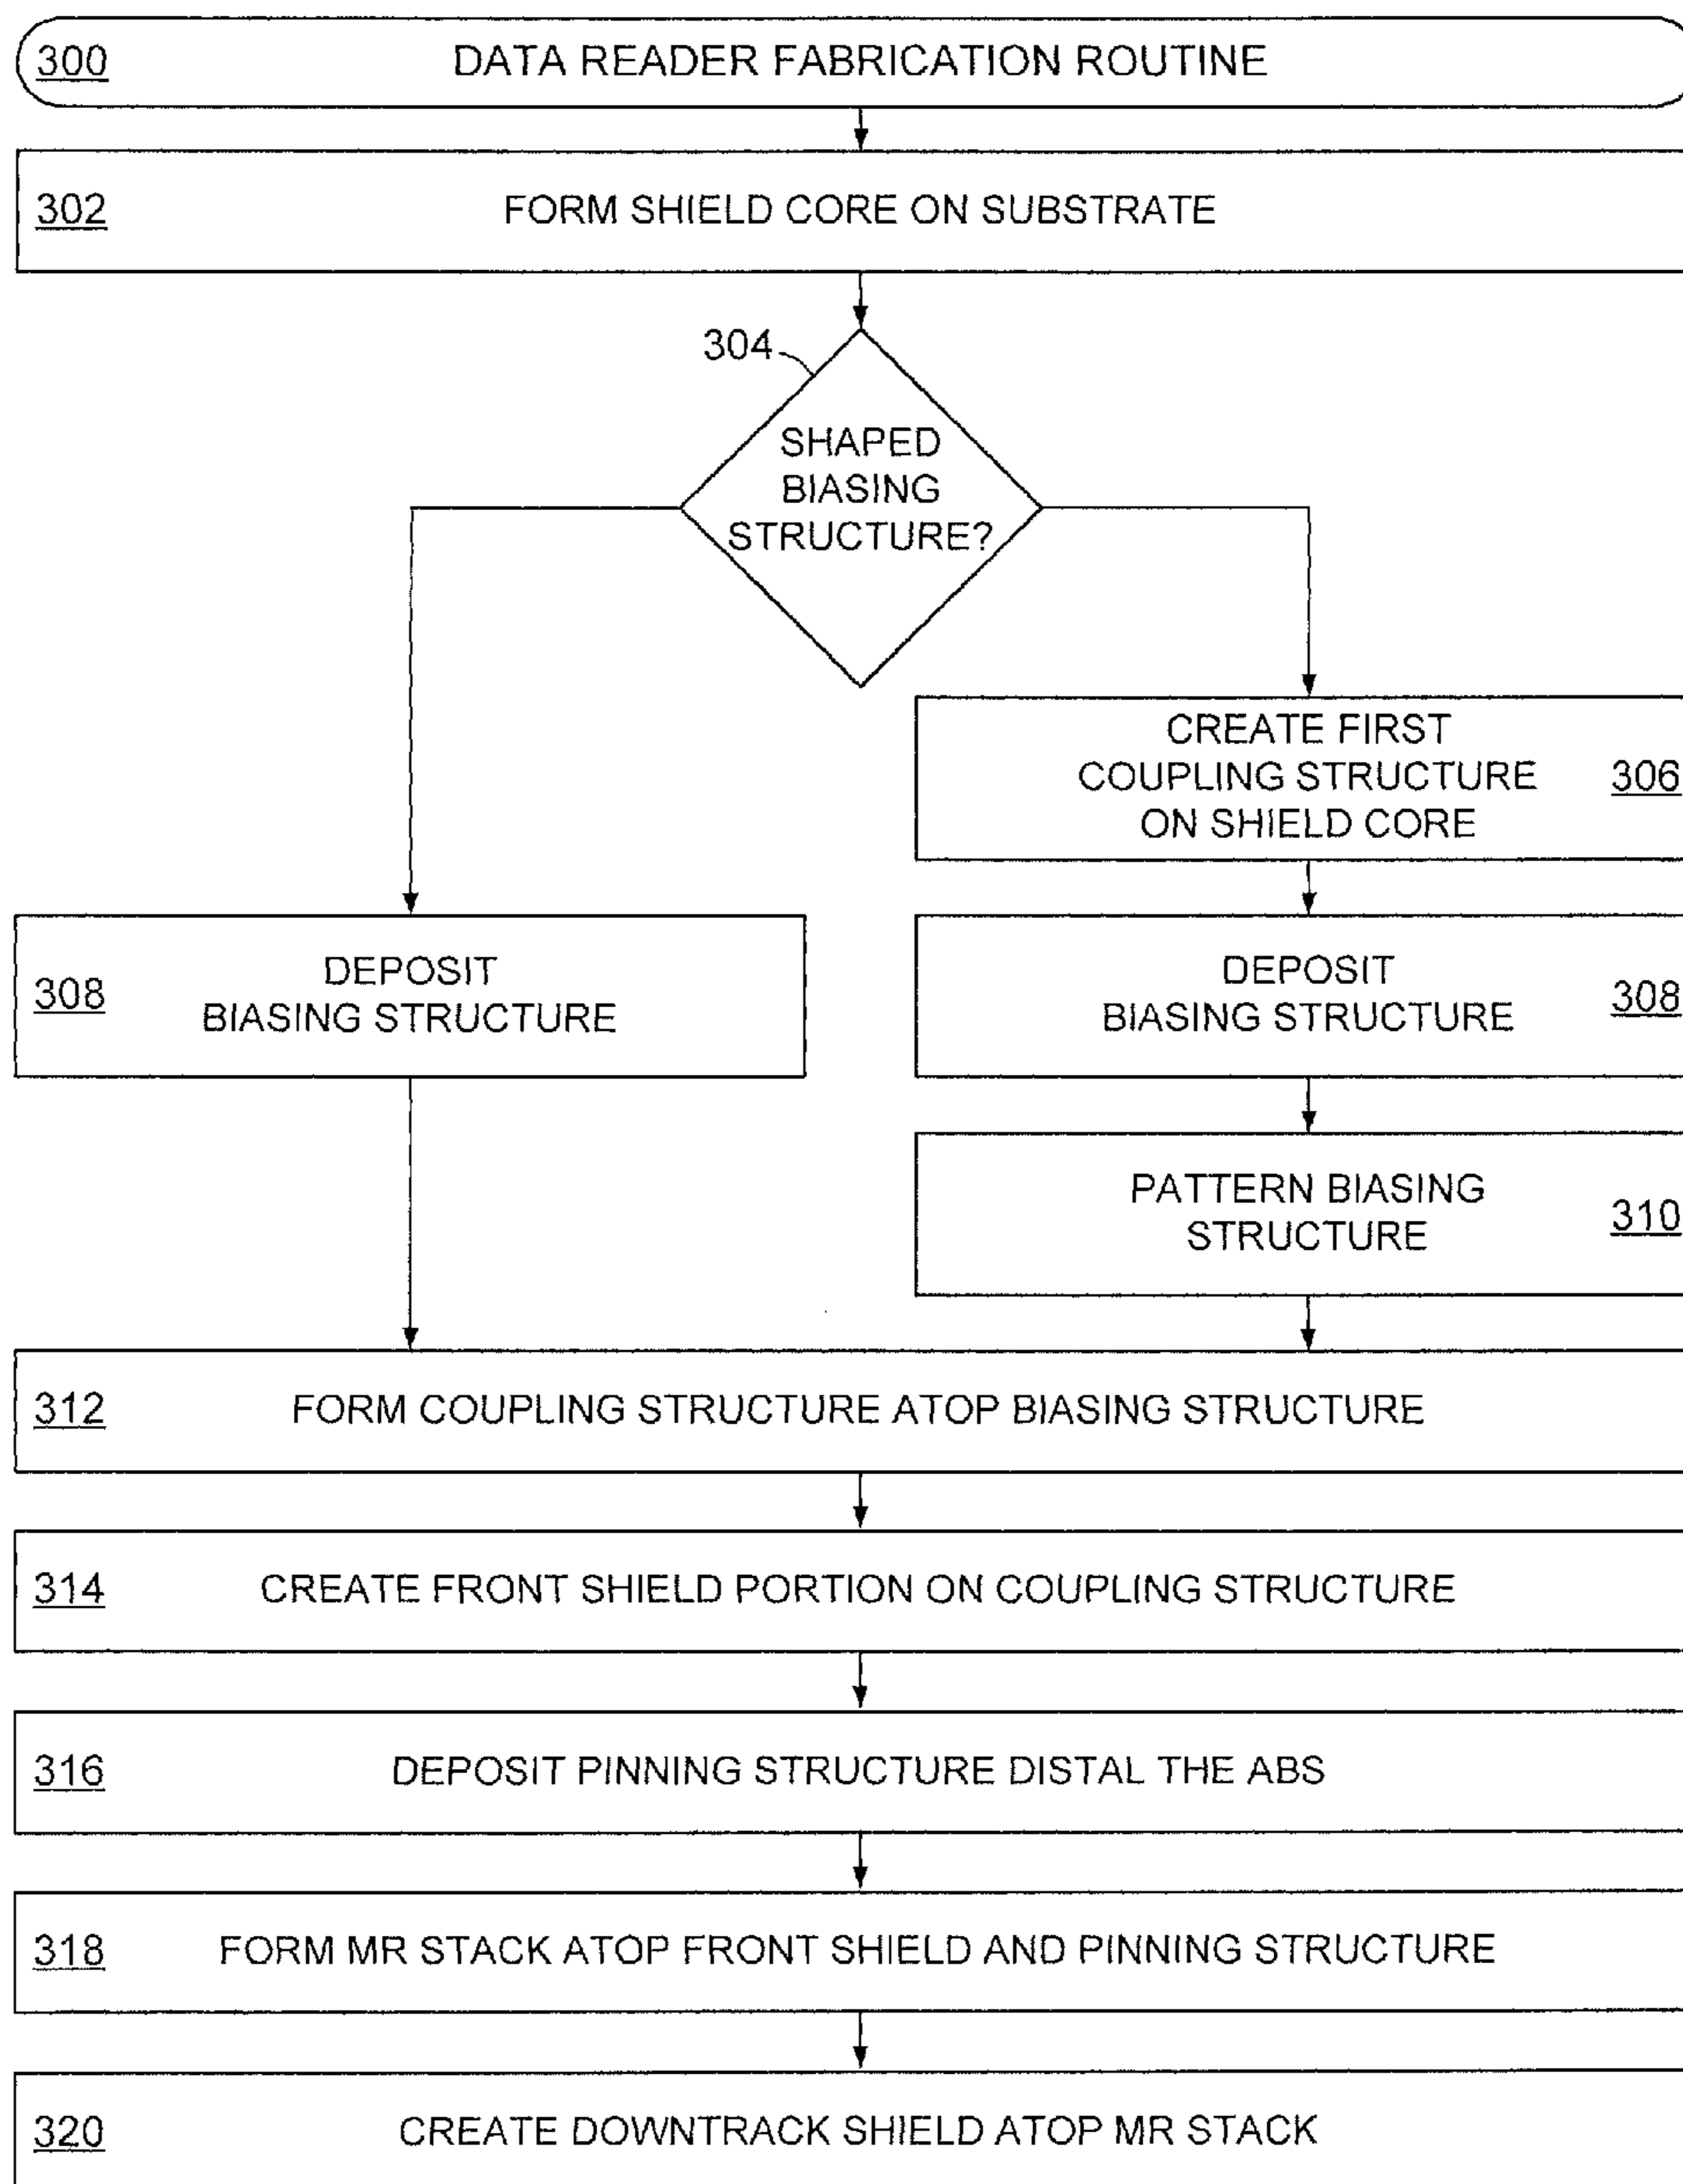 300 DATA READER FABRICATION ROUTINE
302 FORM SHIELD CORE ON SUBSTRATE
304
SHAPED
BIASING
STRUCTURE?
CREATE FIRST
COUPLING STRUCTURE 306
ON SHIELD CORE
308 DEPOSIT
BIASING STRUCTURE
DEPOSIT
BIASING STRUCTURE 308
PATTERN BIASING
STRUCTURE 310
312 FORM COUPLING STRUCTURE ATOP BIASING STRUCTURE
314 CREATE FRONT SHIELD PORTION ON COUPLING STRUCTURE
316 DEPOSIT PINNING STRUCTURE DISTAL THE ABS
318 FORM MR STACK ATOP FRONT SHIELD AND PINNING STRUCTURE
320 CREATE DOWNTRACK SHIELD ATOP MR STACK